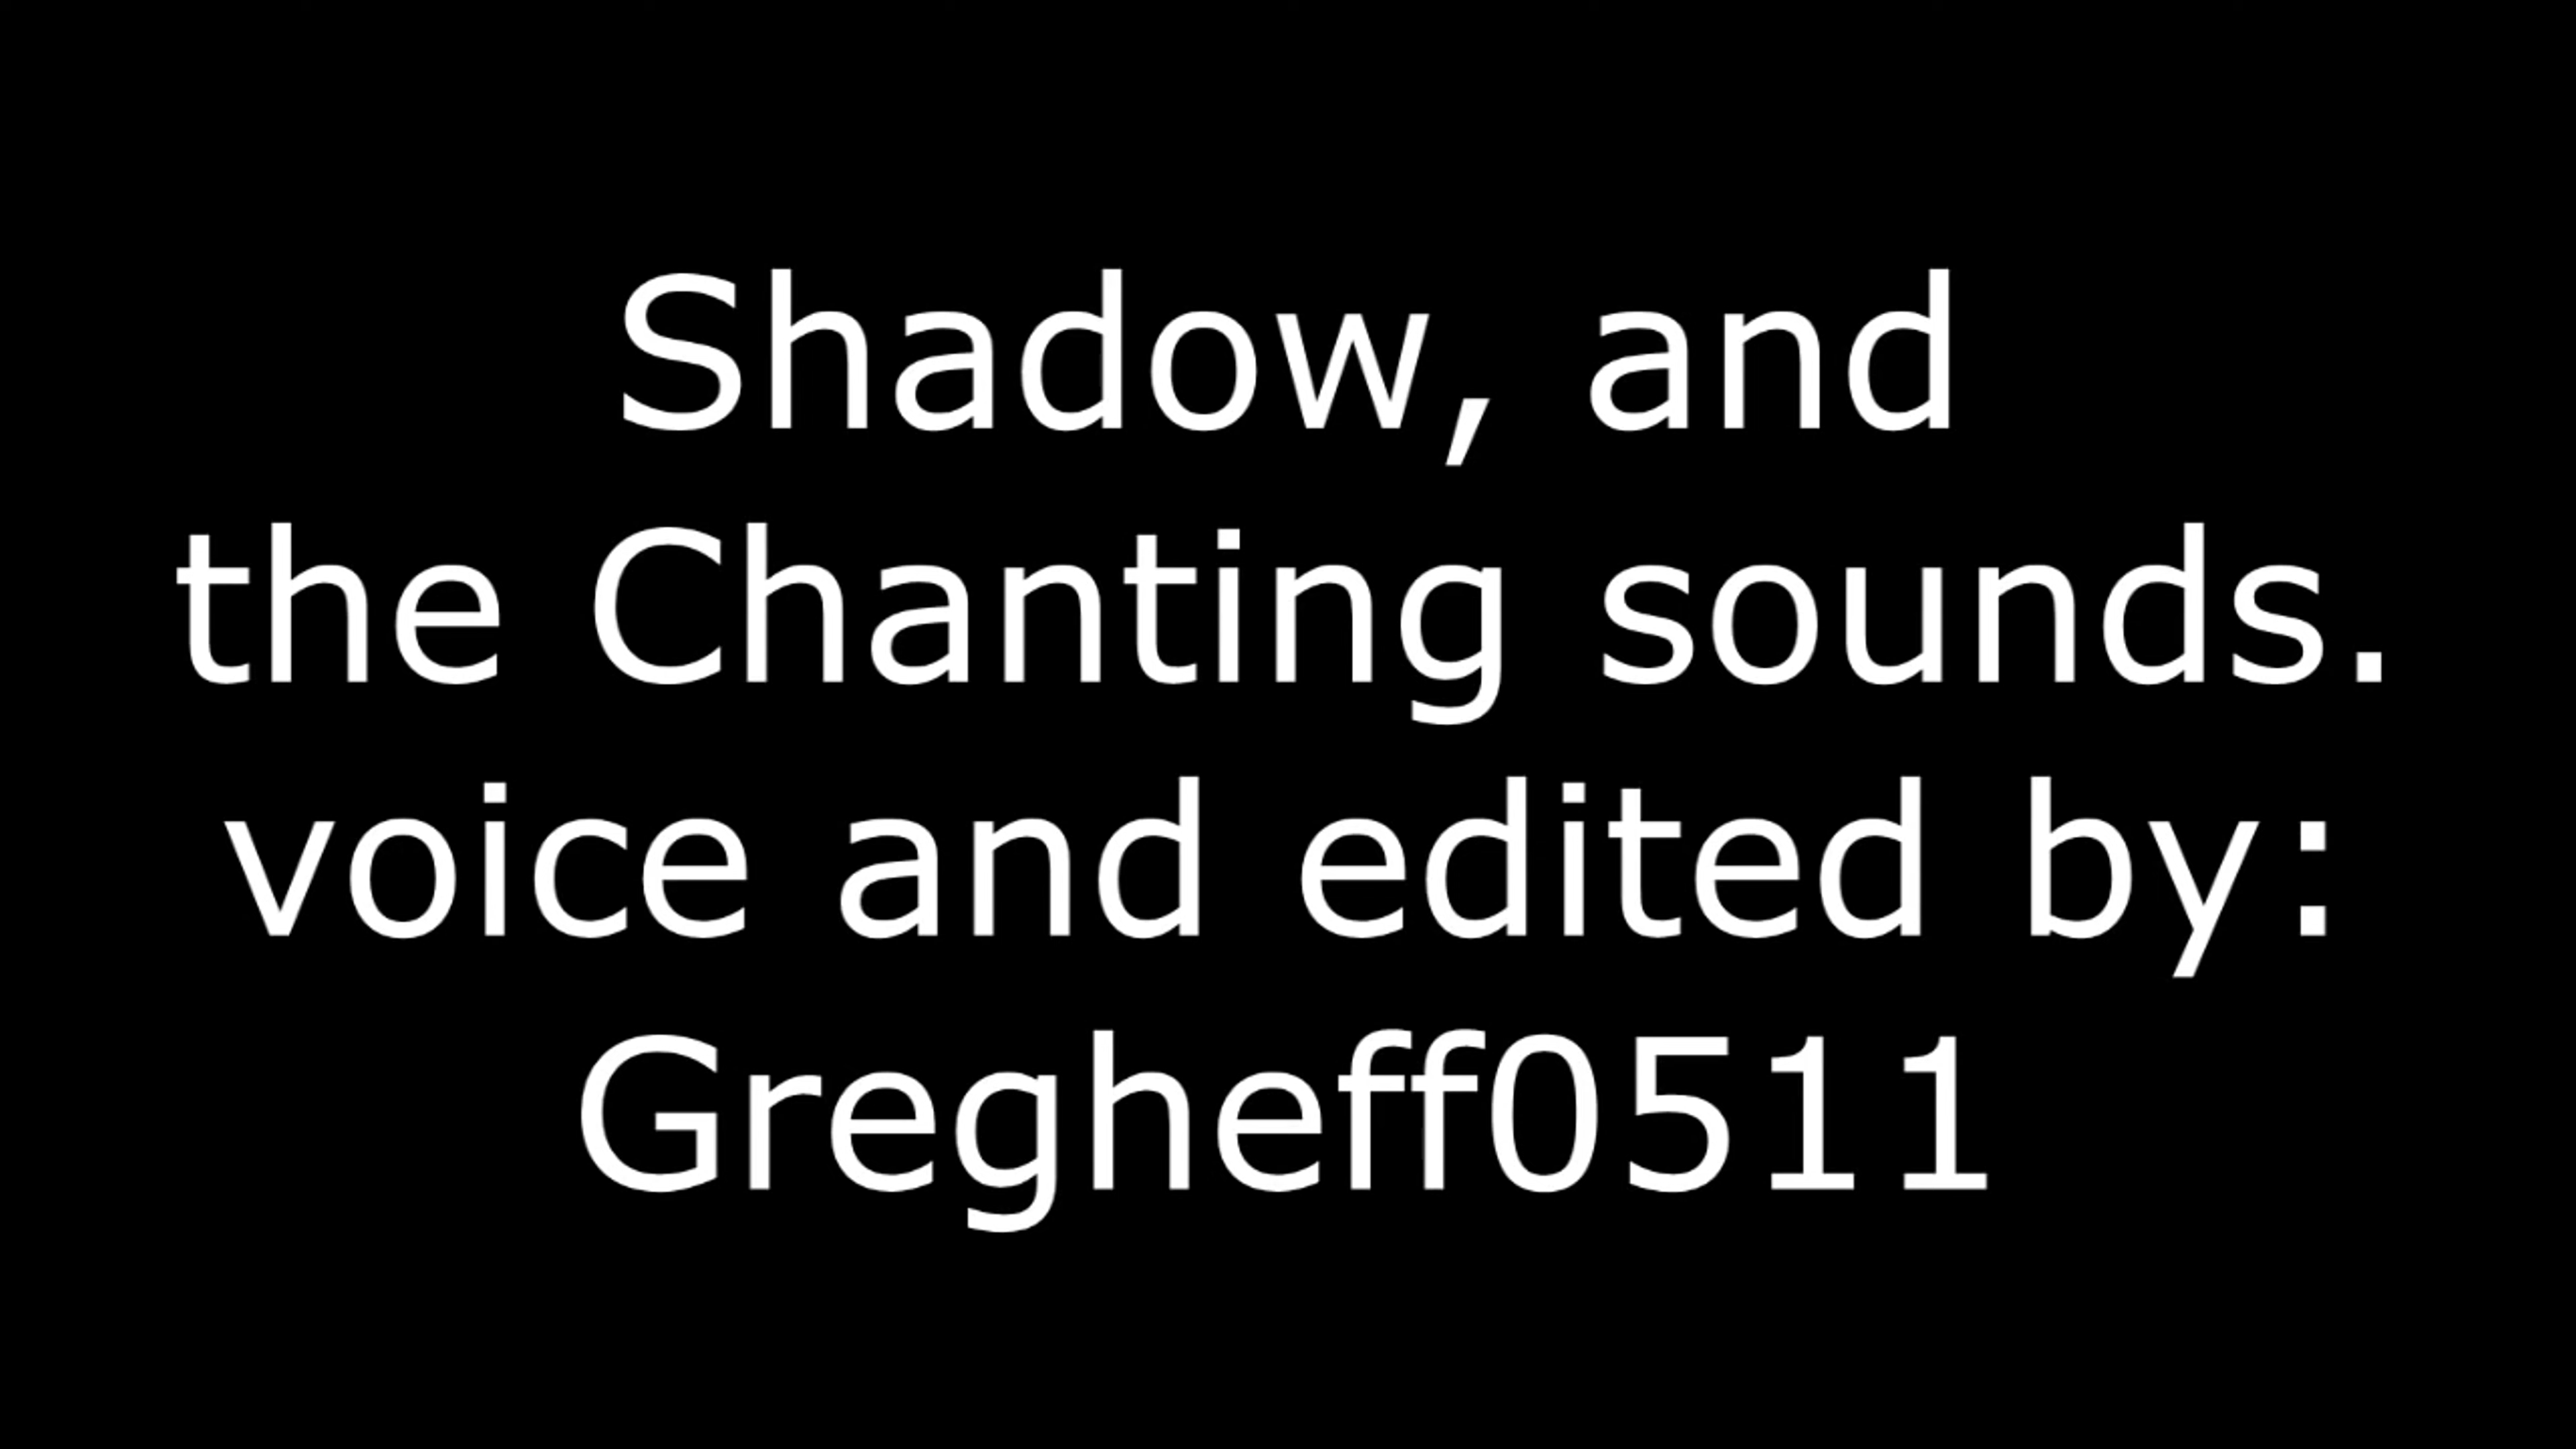 Shadow, and
the Chanting sounds.
voice and edited by:
Gregheff0511